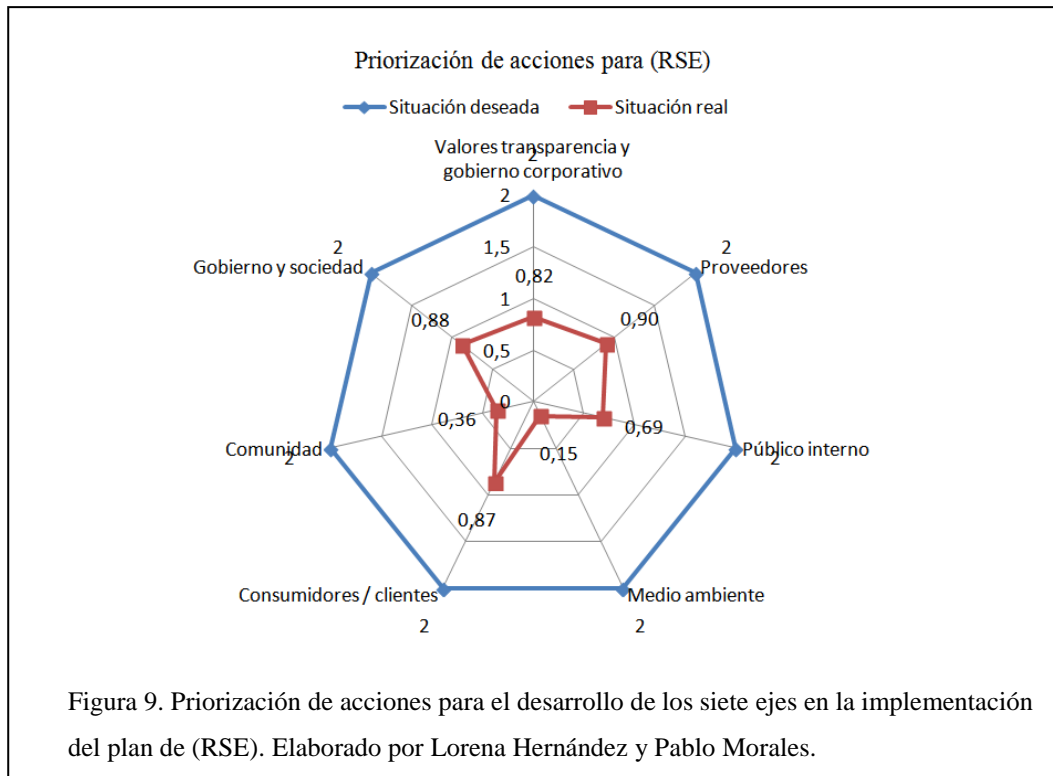 Priorización de acciones para (RSE)
Situación deseada Situación real
Valores transparencia y
gobierno corporativo
2
2
1,5
1
0,5
0
0,82
2
Proveedores
0,90
Público interno
2
0,69
Medio ambiente
2
0,15
Consumidores / clientes
2
0,87
Comunidad
2
0,36
2
Gobierno y sociedad
0,88
Figura 9. Priorización de acciones para el desarrollo de los siete ejes en la implementación
del plan de (RSE). Elaborado por Lorena Hernández y Pablo Morales.